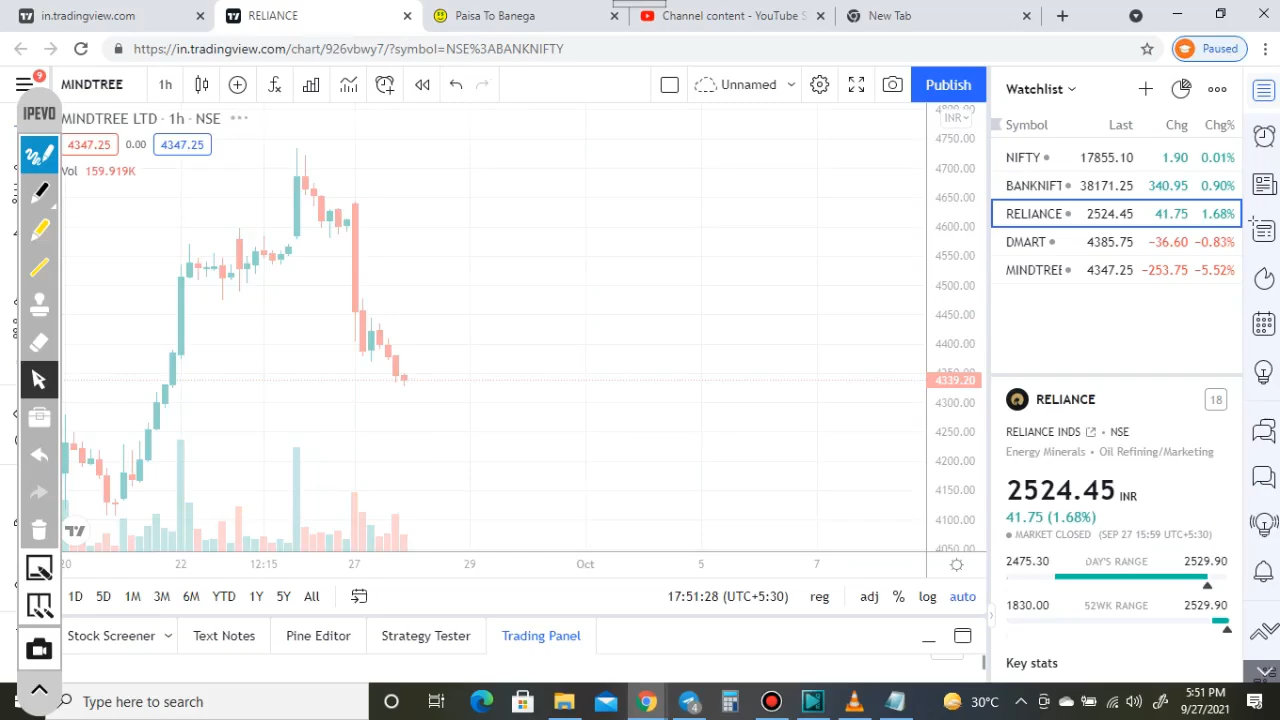 in.tradingview.com
RELIANCE
Paisa To Banega
Channel content - YouTube S
New Tab
https://in.tradingview.com/chart/926vbwy7/?symbol=NSE%3ABANKNIFTY
Paused
9
MINDTREE
1h
Unnamed
Publish
Watchlist
IPEVO
MINDTREE LTD · 1h · NSE
INR
Symbol Last Chg Chg%
4347.25 0.00 4347.25
Vol 159.919K
NIFTY 17855.10 1.90 0.01%
BANKNIFT 38171.25 340.95 0.90%
RELIANCE 2524.45 41.75 1.68%
DMART 4385.75 −36.60 −0.83%
MINDTREE 4347.25 −253.75 −5.52%
4800.00
4750.00
4700.00
4650.00
4600.00
4550.00
4500.00
4450.00
4400.00
4339.20
4300.00
4250.00
4200.00
4150.00
4100.00
4050.00
20 22 12:15 27 29 Oct 5 7
RELIANCE 18
RELIANCE INDS • NSE
Energy Minerals • Oil Refining/Marketing
2524.45 INR
41.75 (1.68%)
MARKET CLOSED (SEP 27 15:59 UTC+5:30)
2475.30 DAY'S RANGE 2529.90
1830.00 52WK RANGE 2529.90
Key stats
1D 5D 1M 3M 6M YTD 1Y 5Y All
17:51:28 (UTC+5:30) reg adj % log auto
Stock Screener Text Notes Pine Editor Strategy Tester Trading Panel
Type here to search
4
30°C
5:51 PM
9/27/2021